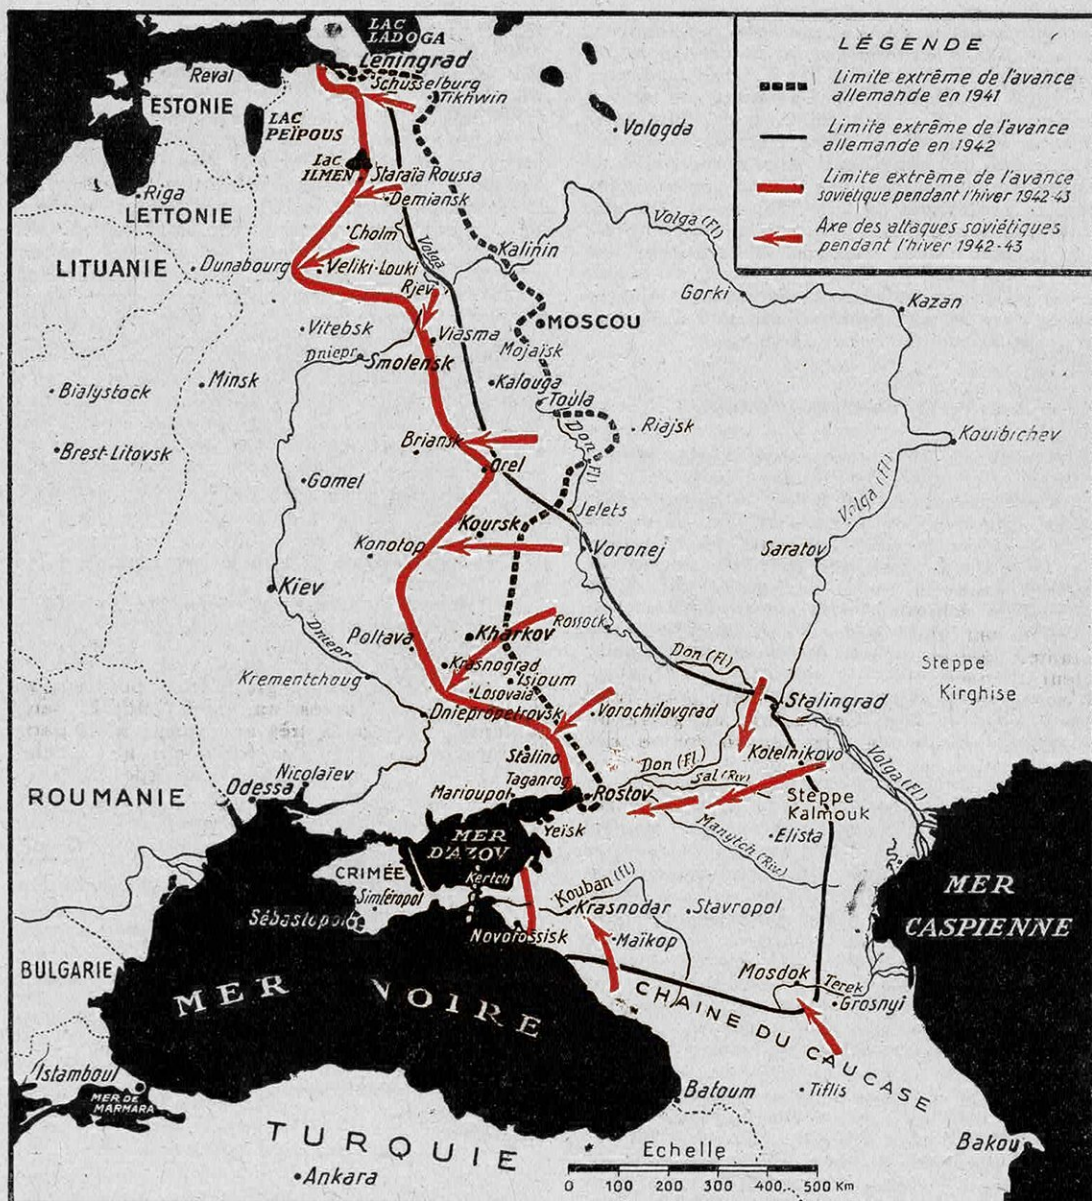 LÉGENDE
Limite extrême de l'avance
allemande en 1941
Limite extrême de l'avance
allemande en 1942
Limite extrême de l'avance
soviétique pendant l'hiver 1942-43
Axe des attaques soviétiques
pendant l'hiver 1942-43
LAC
LADOGA
Léningrad
Schusselburg
Tikhwin
Reval
ESTONIE
LAC
PEÏPOUS
Vologda
LAC
ILMEN
Staraïa Roussa
Riga
LETTONIE
Demiansk
Volga (Fl)
Cholm
Volga
Kalinin
LITUANIE
Dunabourg
Veliki-Louki
Rjev
Gorki
Kazan
Vitebsk
Viasma
MOSCOU
Mojaïsk
Dniepr
Smolensk
Bialystock
Minsk
Kalouga
Toula
Don (Fl)
Riajsk
Brest-Litovsk
Briansk
Orel
Kouibichev
Gomel
Volga (Fl)
Jelets
Koursk
Konotop
Voronej
Saratov
Kiev
Dniepr
Poltava
Kharkov
Rossock
Krasnograd
Isioum
Don (Fl)
Steppe
Kirghise
Krementchoug
Losovaïa
Stalingrad
Dniepropetrovsk
Vorochilovgrad
Stalino
Kotelnikovo
Volga (Fl)
Don (Fl)
Sal (Riv)
Nicolaïev
Taganrog
ROUMANIE
Odessa
Marioupol
Rostov
Steppe
Kalmouk
Yeïsk
Manytch (Riv)
Elista
MER
D'AZOV
CRIMÉE
Kertch
Kouban (fl)
MER
CASPIENNE
Simféropol
Krasnodar
Stavropol
Sébastopol
Novorossisk
Maïkop
BULGARIE
Mosdok
Terek
Grosnyï
MER NOIRE
CHAINE DU CAUCASE
Istamboul
MER DE
MARMARA
Batoum
Tiflis
TURQUIE
Bakou
Ankara
Echelle
0 100 200 300 400 500 Km